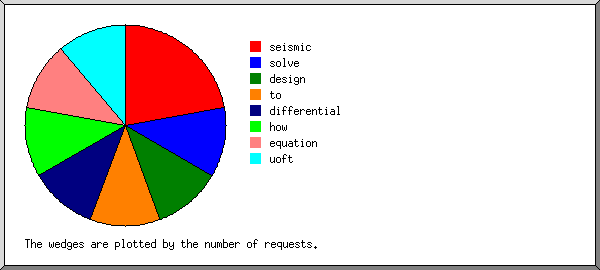 seismic
solve
design
to
differential
how
equation
uoft
The wedges are plotted by the number of requests.